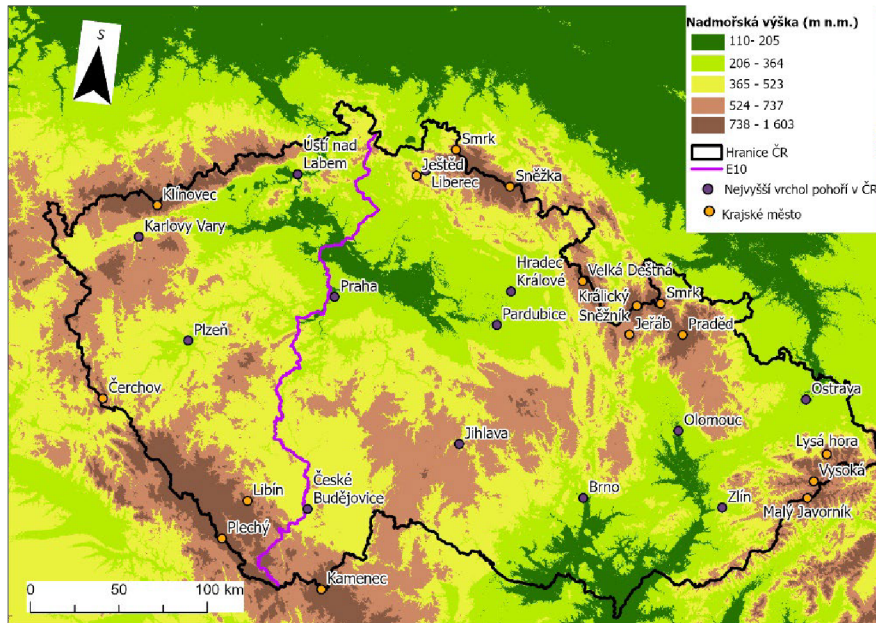 S
Nadmořská výška (m n.m.)
110- 205
206 - 364
365 - 523
524 - 737
738 - 1 603
Hranice ČR
E10
Nejvyšší vrchol pohoří v ČR
Krajské město
Ústí nad
Labem
Smrk
Ještěd
Liberec
Sněžka
Klínovec
Karlovy Vary
Praha
Hradec
Králové
Pardubice
Velká Deštná
Králický
Sněžník
Smrk
Jeřáb
Praděd
Plzeň
Čerchov
Ostrava
Olomouc
Jihlava
Lysá hora
Vysoká
Malý Javorník
Libín
České
Budějovice
Brno
Zlín
Plechý
Kamenec
0
50
100 km